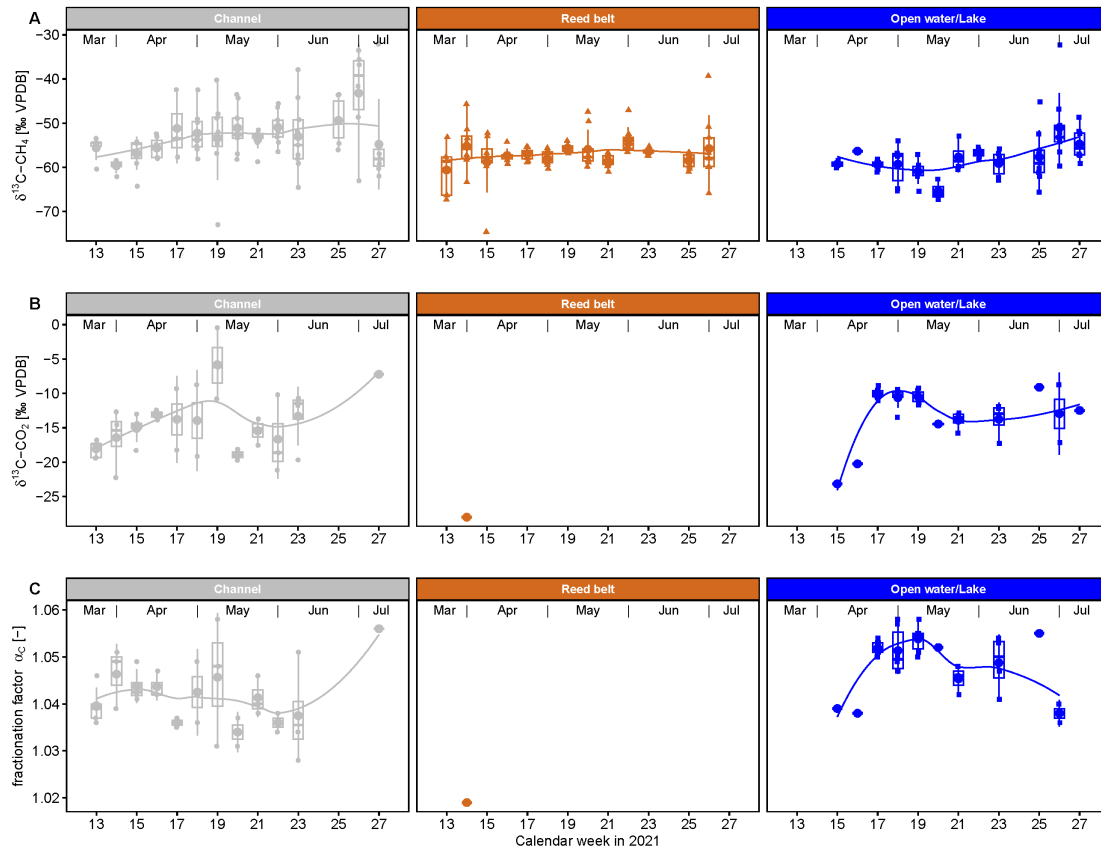 A
Channel
Reed belt
Open water/Lake
Mar | Apr | May | Jun | Jul
Mar | Apr | May | Jun | Jul
Mar | Apr | May | Jun | Jul
δ¹³C−CH₄ [‰ VPDB]
−30
−40
−50
−60
−70
13 15 17 19 21 23 25 27
13 15 17 19 21 23 25 27
13 15 17 19 21 23 25 27
B
Channel
Reed belt
Open water/Lake
Mar | Apr | May | Jun | Jul
Mar | Apr | May | Jun | Jul
Mar | Apr | May | Jun | Jul
δ¹³C−CO₂ [‰ VPDB]
0
−5
−10
−15
−20
−25
13 15 17 19 21 23 25 27
13 15 17 19 21 23 25 27
13 15 17 19 21 23 25 27
C
Channel
Reed belt
Open water/Lake
Mar | Apr | May | Jun | Jul
Mar | Apr | May | Jun | Jul
Mar | Apr | May | Jun | Jul
fractionation factor α_C [−]
1.06
1.05
1.04
1.03
1.02
13 15 17 19 21 23 25 27
13 15 17 19 21 23 25 27
13 15 17 19 21 23 25 27
Calendar week in 2021